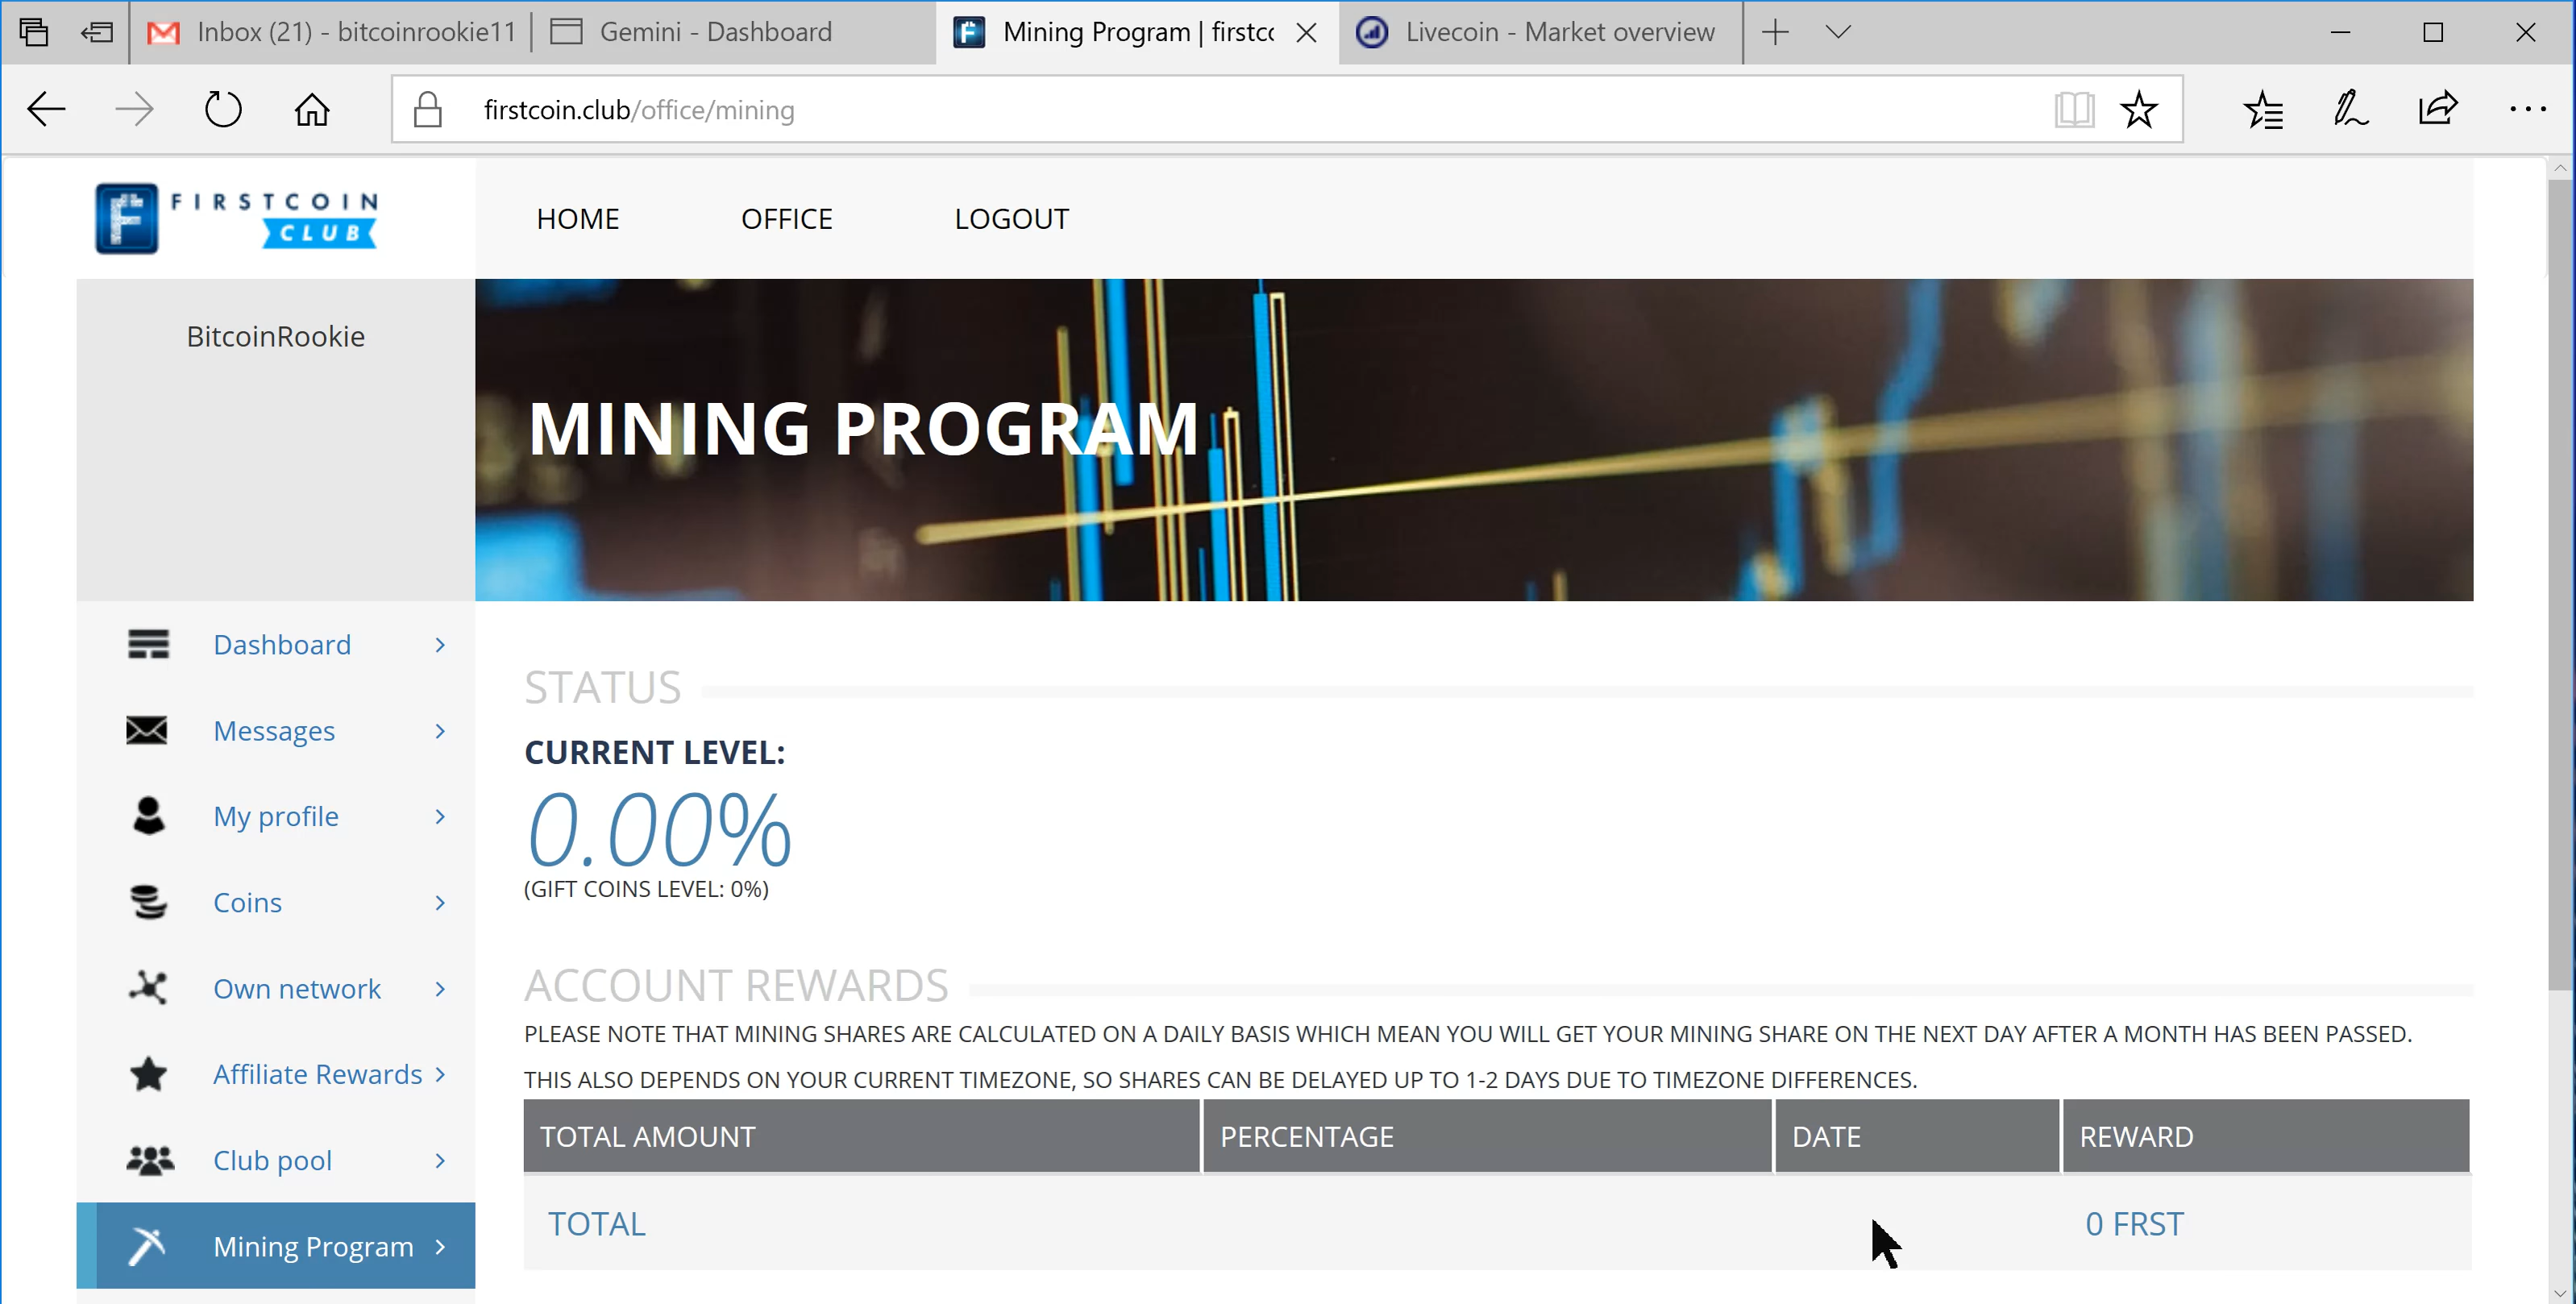 Inbox (21) - bitcoinrookie11
Gemini - Dashboard
Mining Program | firstco
Livecoin - Market overview
firstcoin.club/office/mining
FIRSTCOIN
CLUB
HOME
OFFICE
LOGOUT
BitcoinRookie
MINING PROGRAM
Dashboard
Messages
My profile
Coins
Own network
Affiliate Rewards
Club pool
Mining Program
STATUS
CURRENT LEVEL:
0.00%
(GIFT COINS LEVEL: 0%)
ACCOUNT REWARDS
PLEASE NOTE THAT MINING SHARES ARE CALCULATED ON A DAILY BASIS WHICH MEAN YOU WILL GET YOUR MINING SHARE ON THE NEXT DAY AFTER A MONTH HAS BEEN PASSED.
THIS ALSO DEPENDS ON YOUR CURRENT TIMEZONE, SO SHARES CAN BE DELAYED UP TO 1-2 DAYS DUE TO TIMEZONE DIFFERENCES.
TOTAL AMOUNT PERCENTAGE DATE REWARD
TOTAL 0 FRST